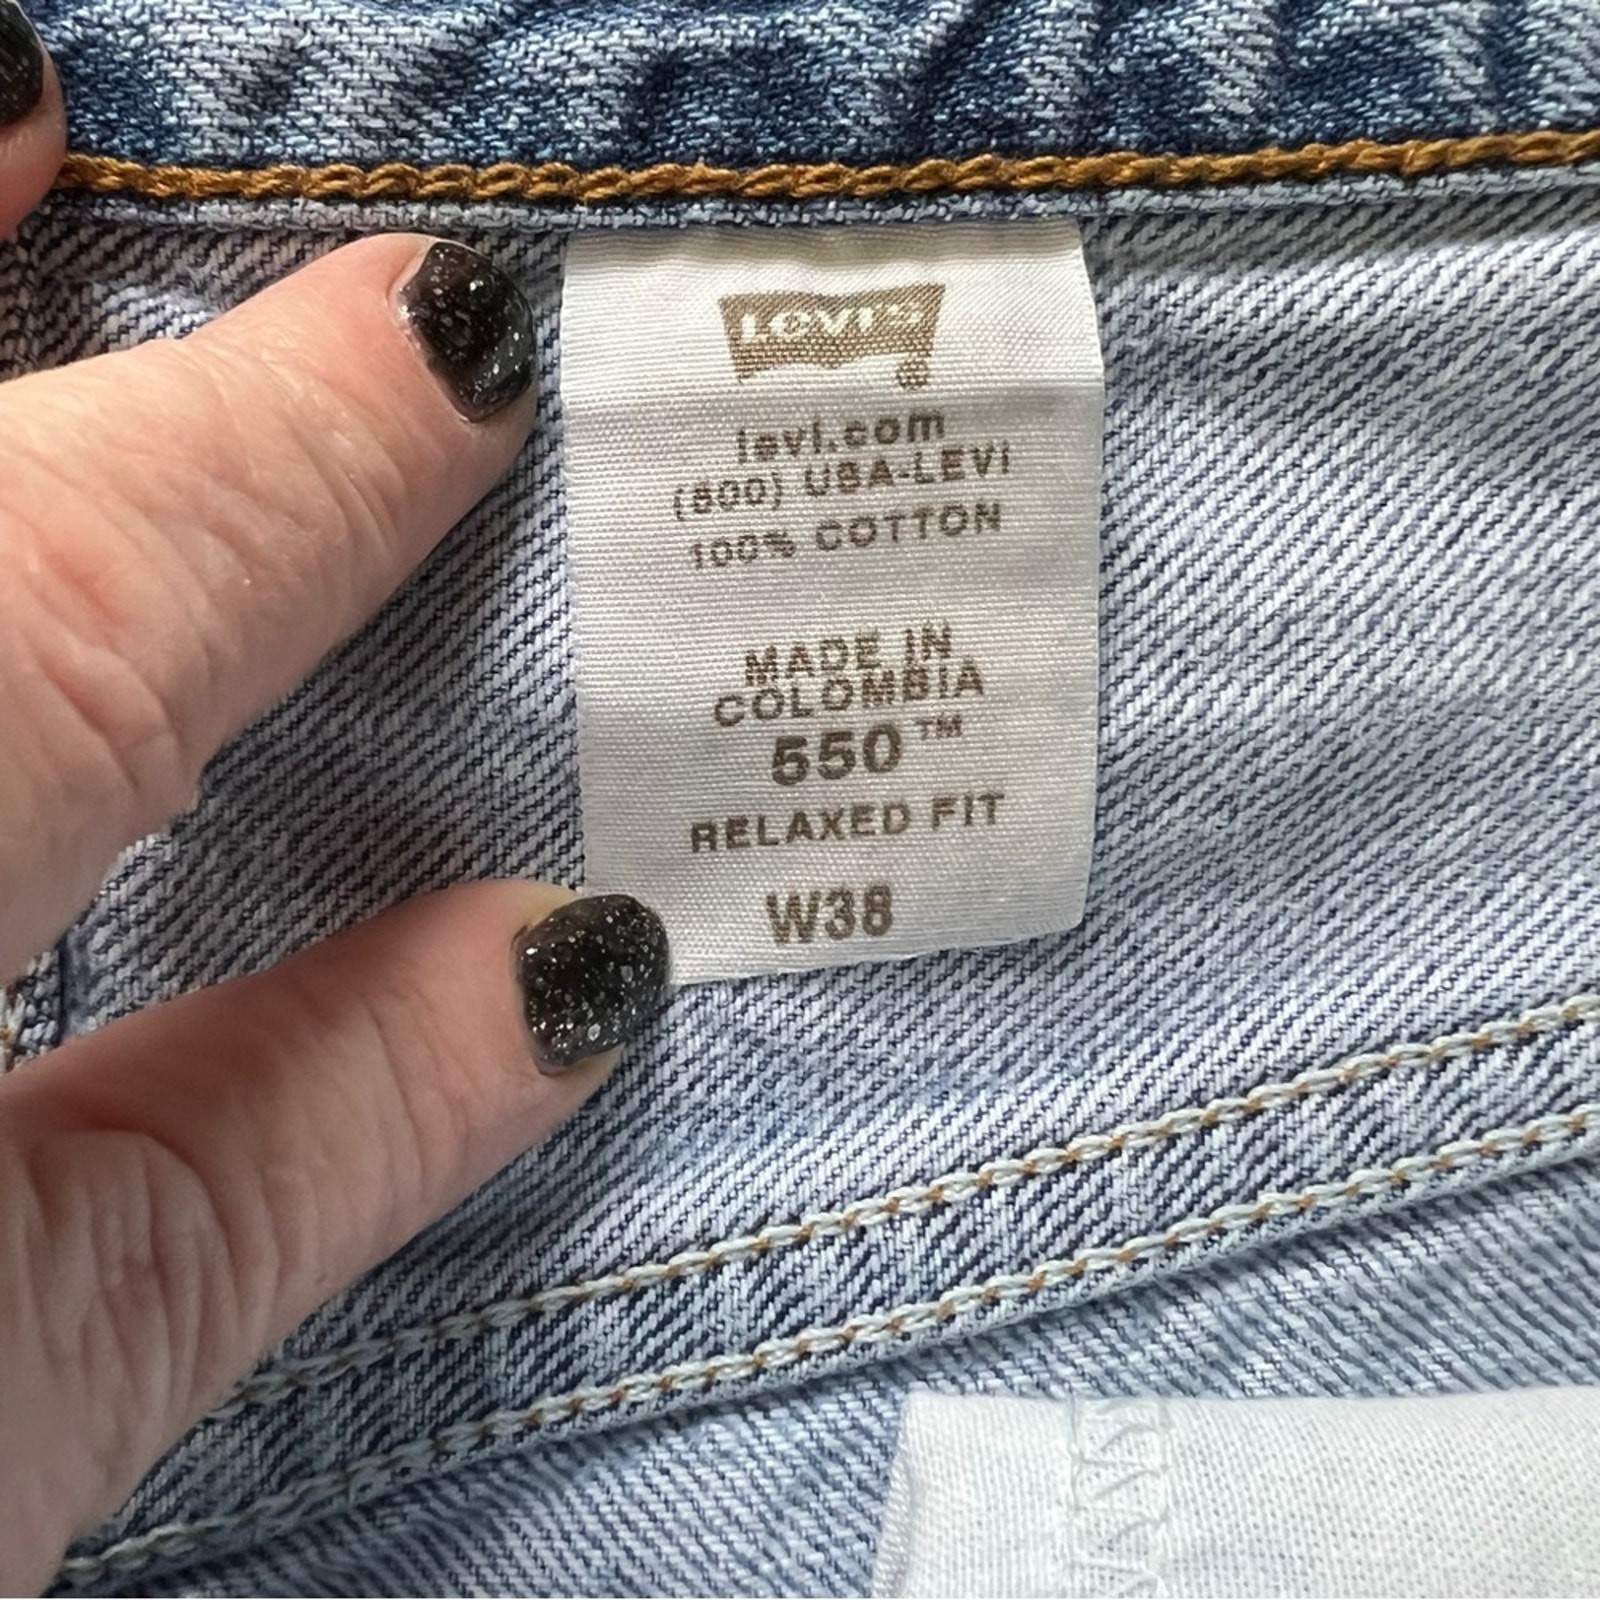 Levi's ®
levi.com
(800) USA-LEVI
100% COTTON
MADE IN
COLOMBIA
550™
RELAXED FIT
W38